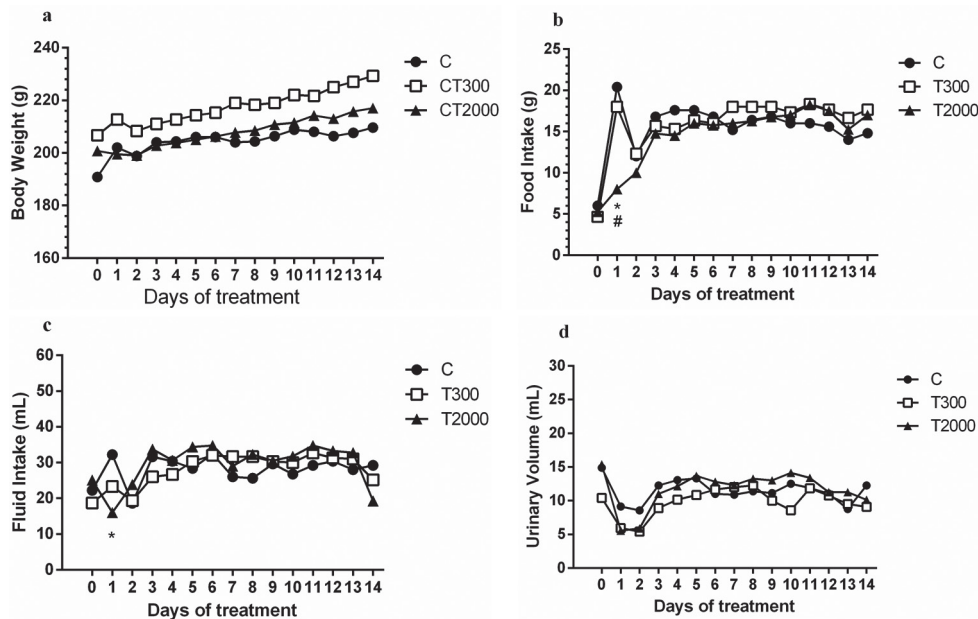 a
Body Weight (g)
240
220
200
180
160
0 1 2 3 4 5 6 7 8 9 10 11 12 13 14
Days of treatment
C
CT300
CT2000
b
Food Intake (g)
25
20
15
10
5
0
*
#
0 1 2 3 4 5 6 7 8 9 10 11 12 13 14
Days of treatment
C
T300
T2000
c
Fluid Intake (mL)
60
50
40
30
20
10
0
*
0 1 2 3 4 5 6 7 8 9 10 11 12 13 14
Days of treatment
C
T300
T2000
d
Urinary Volume (mL)
30
25
20
15
10
5
0
0 1 2 3 4 5 6 7 8 9 10 11 12 13 14
Days of treatment
C
T300
T2000